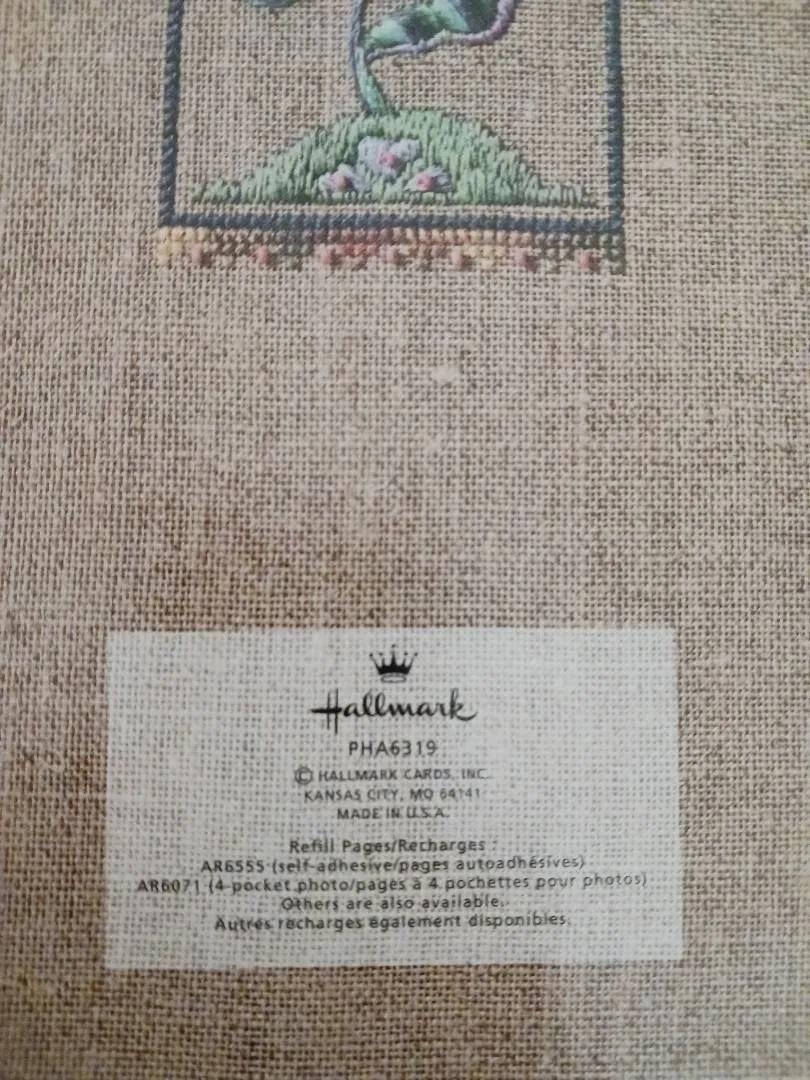 Hallmark
PHA6319
© HALLMARK CARDS, INC.
KANSAS CITY, MO 64141
MADE IN U.S.A.
Refill Pages/Recharges :
AR6555 (self-adhesive/pages autoadhésives)
AR6071 (4-pocket photo/pages à 4 pochettes pour photos)
Others are also available.
Autres recharges également disponibles.